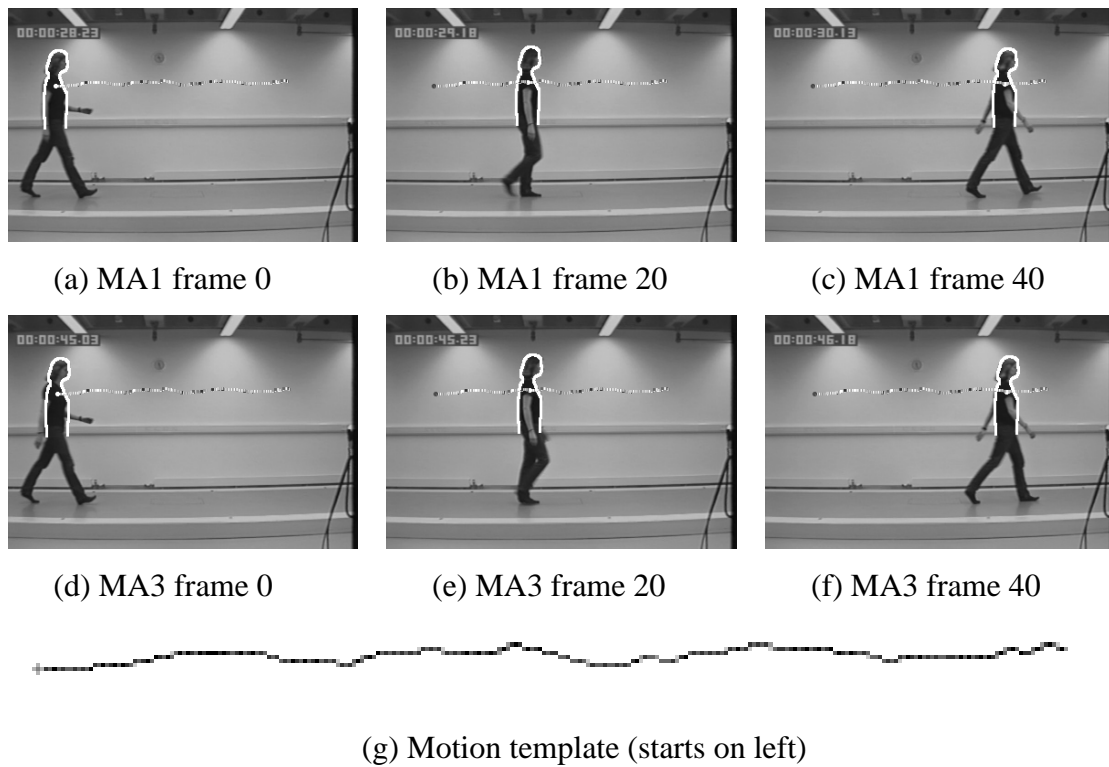 00:00:28.23
00:00:29.18
00:00:30.13
(a) MA1 frame 0
(b) MA1 frame 20
(c) MA1 frame 40
00:00:45.03
00:00:45.23
00:00:46.18
(d) MA3 frame 0
(e) MA3 frame 20
(f) MA3 frame 40
(g) Motion template (starts on left)